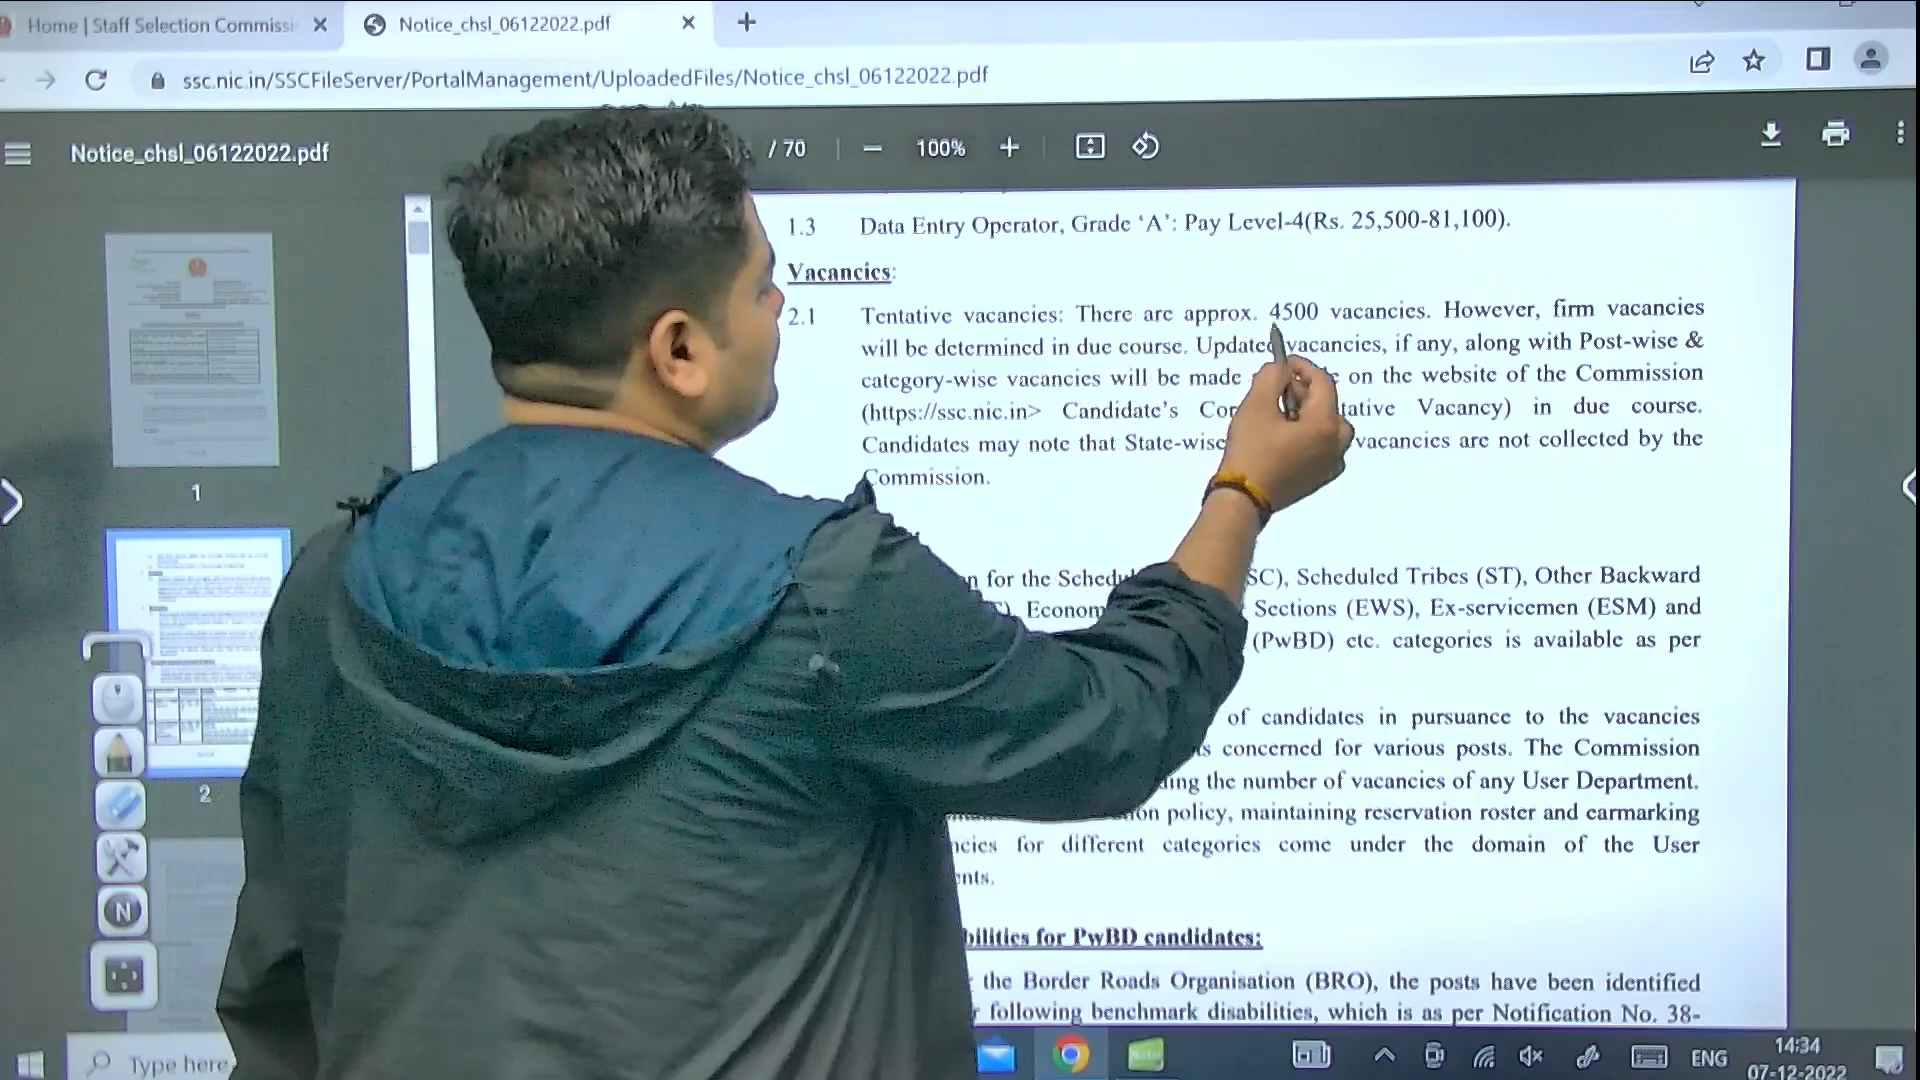 Home | Staff Selection Commissi
Notice_chsl_06122022.pdf
ssc.nic.in/SSCFileServer/PortalManagement/UploadedFiles/Notice_chsl_06122022.pdf
Notice_chsl_06122022.pdf
/ 70
100%
1.3 Data Entry Operator, Grade ‘A’: Pay Level-4(Rs. 25,500-81,100).
Vacancies:
2.1 Tentative vacancies: There are approx. 4500 vacancies. However, firm vacancies
will be determined in due course. Updated vacancies, if any, along with Post-wise &
category-wise vacancies will be made on the website of the Commission
(https://ssc.nic.in> Candidate’s Vacancy) in due course.
Candidates may note that State-wise vacancies are not collected by the
Commission.
for the SC), Scheduled Tribes (ST), Other Backward
Sections (EWS), Ex-servicemen (ESM) and
(PwBD) etc. categories is available as per
of candidates in pursuance to the vacancies
concerned for various posts. The Commission
the number of vacancies of any User Department.
policy, maintaining reservation roster and earmarking
for different categories come under the domain of the User
for PwBD candidates:
the Border Roads Organisation (BRO), the posts have been identified
following benchmark disabilities, which is as per Notification No. 38-
1
2
N
Type here
ENG
14:34
07-12-2022